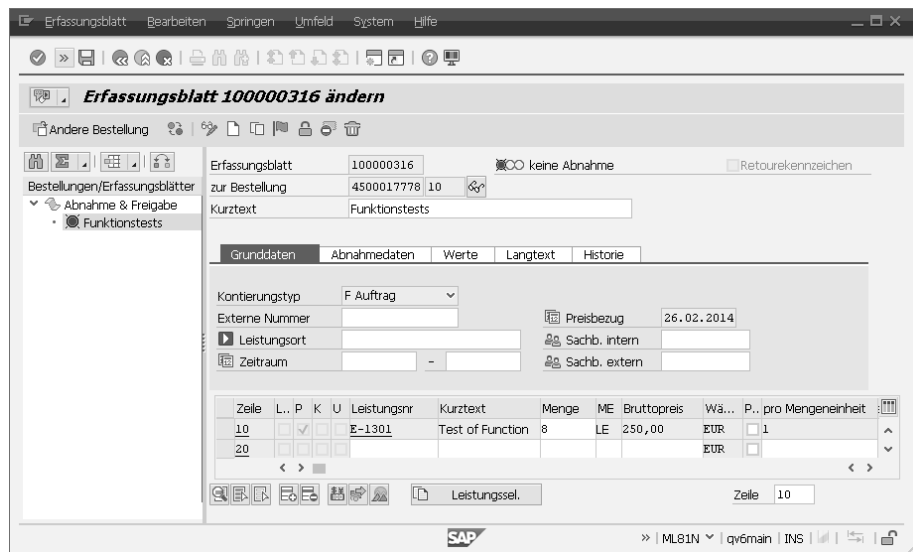 Erfassungsblatt Bearbeiten Springen Umfeld System Hilfe
Erfassungsblatt 100000316 ändern
Andere Bestellung
Erfassungsblatt 100000316 keine Abnahme Retourekennzeichen
Bestellungen/Erfassungsblätter zur Bestellung 4500017778 10
Abnahme & Freigabe Kurztext Funktionstests
Funktionstests
Grunddaten Abnahmedaten Werte Langtext Historie
Kontierungstyp F Auftrag
Externe Nummer Preisbezug 26.02.2014
Leistungsort Sachb. intern
Zeitraum - Sachb. extern
Zeile L.. P K U Leistungsnr Kurztext Menge ME Bruttopreis Wä... P.. pro Mengeneinheit
10 E-1301 Test of Function 8 LE 250,00 EUR 1
20 EUR
Leistungssel. Zeile 10
SAP » | ML81N | qv6main | INS